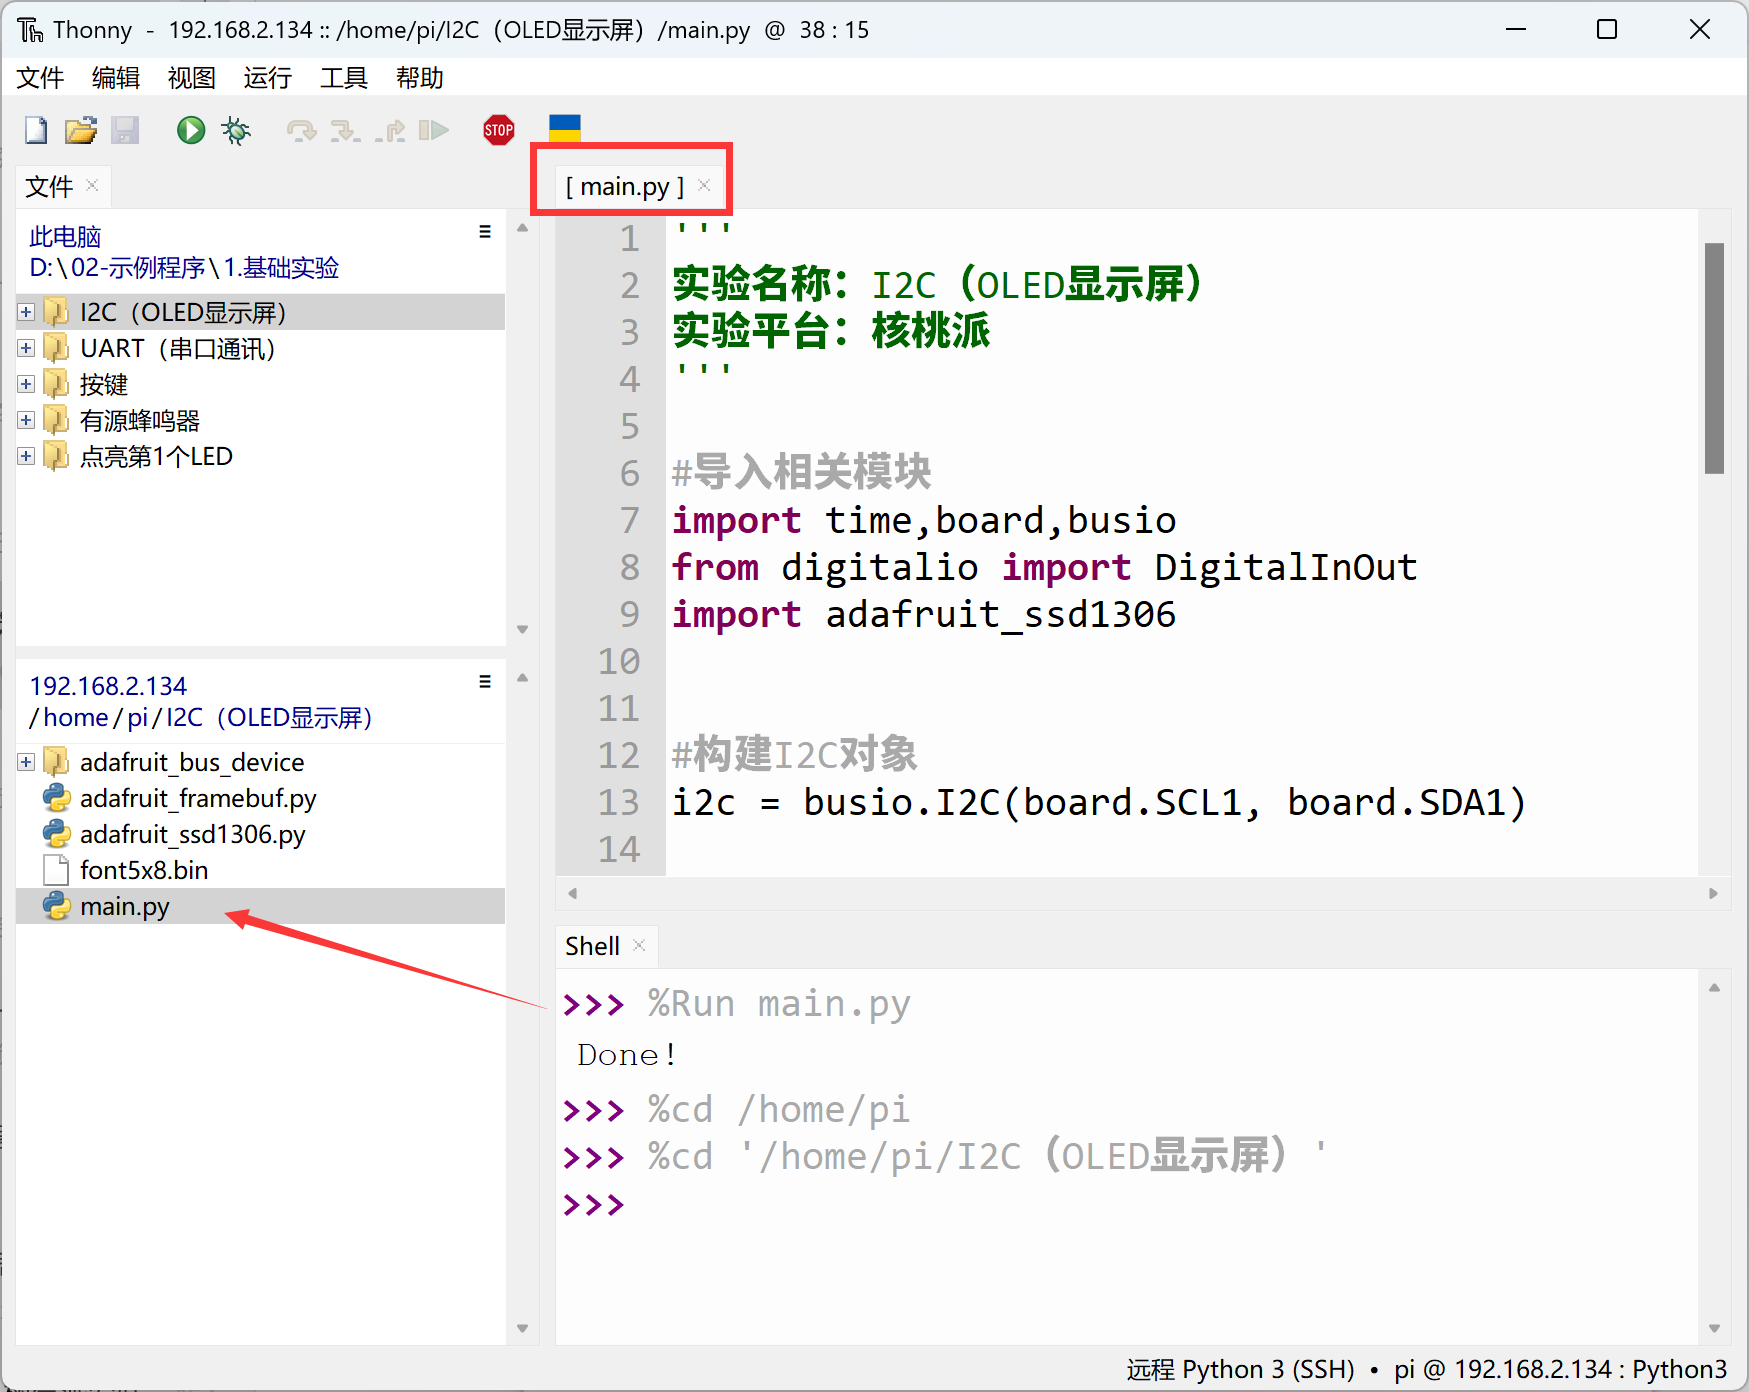 Thonny - 192.168.2.134 :: /home/pi/I2C（OLED显示屏）/main.py @ 38 : 15
文件 编辑 视图 运行 工具 帮助
STOP
文件
此电脑
D:\02-示例程序\1.基础实验
I2C（OLED显示屏）
UART（串口通讯）
按键
有源蜂鸣器
点亮第1个LED
192.168.2.134
/home/pi/I2C（OLED显示屏）
adafruit_bus_device
adafruit_framebuf.py
adafruit_ssd1306.py
font5x8.bin
main.py
[ main.py ]
1 '''
2 实验名称：I2C（OLED显示屏）
3 实验平台：核桃派
4 '''
5
6 #导入相关模块
7 import time,board,busio
8 from digitalio import DigitalInOut
9 import adafruit_ssd1306
10
11
12 #构建I2C对象
13 i2c = busio.I2C(board.SCL1, board.SDA1)
14
Shell
>>> %Run main.py
Done!
>>> %cd /home/pi
>>> %cd '/home/pi/I2C（OLED显示屏）'
>>>
远程 Python 3 (SSH) • pi @ 192.168.2.134 : Python3